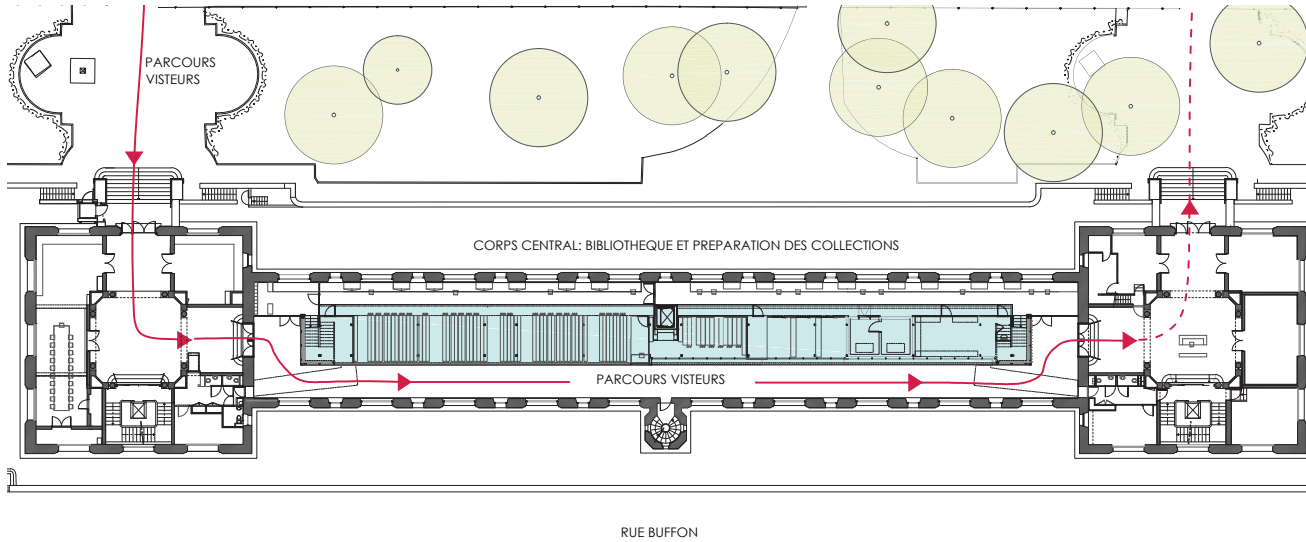 PARCOURS
VISTEURS
CORPS CENTRAL: BIBLIOTHEQUE ET PREPARATION DES COLLECTIONS
PARCOURS VISTEURS
RUE BUFFON